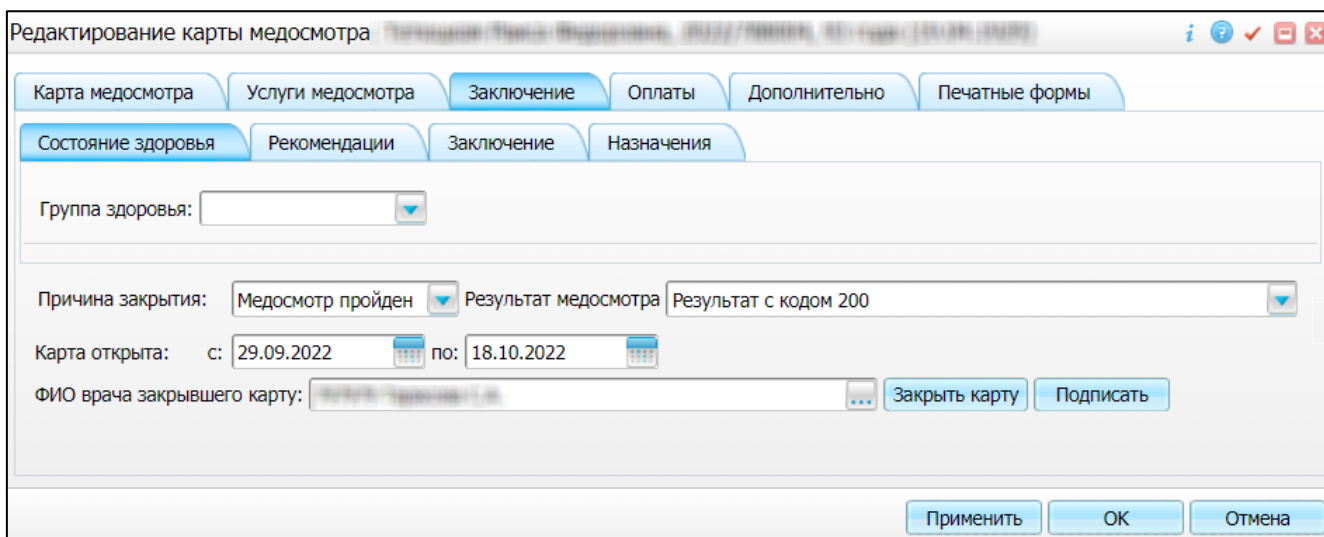 Редактирование карты медосмотра
Карта медосмотра Услуги медосмотра Заключение Оплаты Дополнительно Печатные формы
Состояние здоровья Рекомендации Заключение Назначения
Группа здоровья:
Причина закрытия: Медосмотр пройден Результат медосмотра Результат с кодом 200
Карта открыта: с: 29.09.2022 по: 18.10.2022
ФИО врача закрывшего карту: ... Закрыть карту Подписать
Применить ОК Отмена